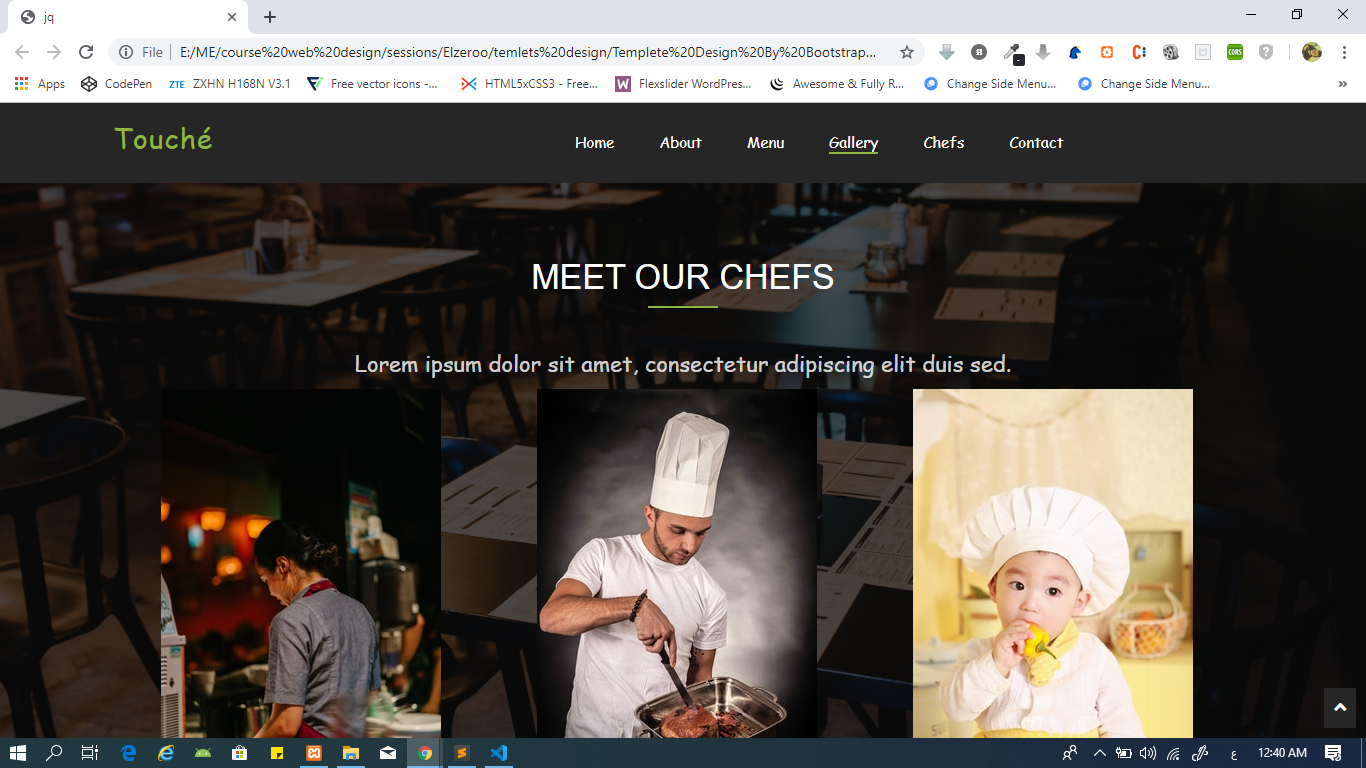 jq
File
E:/ME/course%20web%20design/sessions/Elzeroo/temlets%20design/Templete%20Design%20By%20Bootstrap...
CORS
Apps
CodePen
ZTE ZXHN H168N V3.1
Free vector icons -...
HTML5xCSS3 - Free...
W Flexslider WordPres...
Awesome & Fully R...
Change Side Menu...
Change Side Menu...
»
Touché
Home
About
Menu
Gallery
Chefs
Contact
MEET OUR CHEFS
Lorem ipsum dolor sit amet, consectetur adipiscing elit duis sed.
ع
12:40 AM